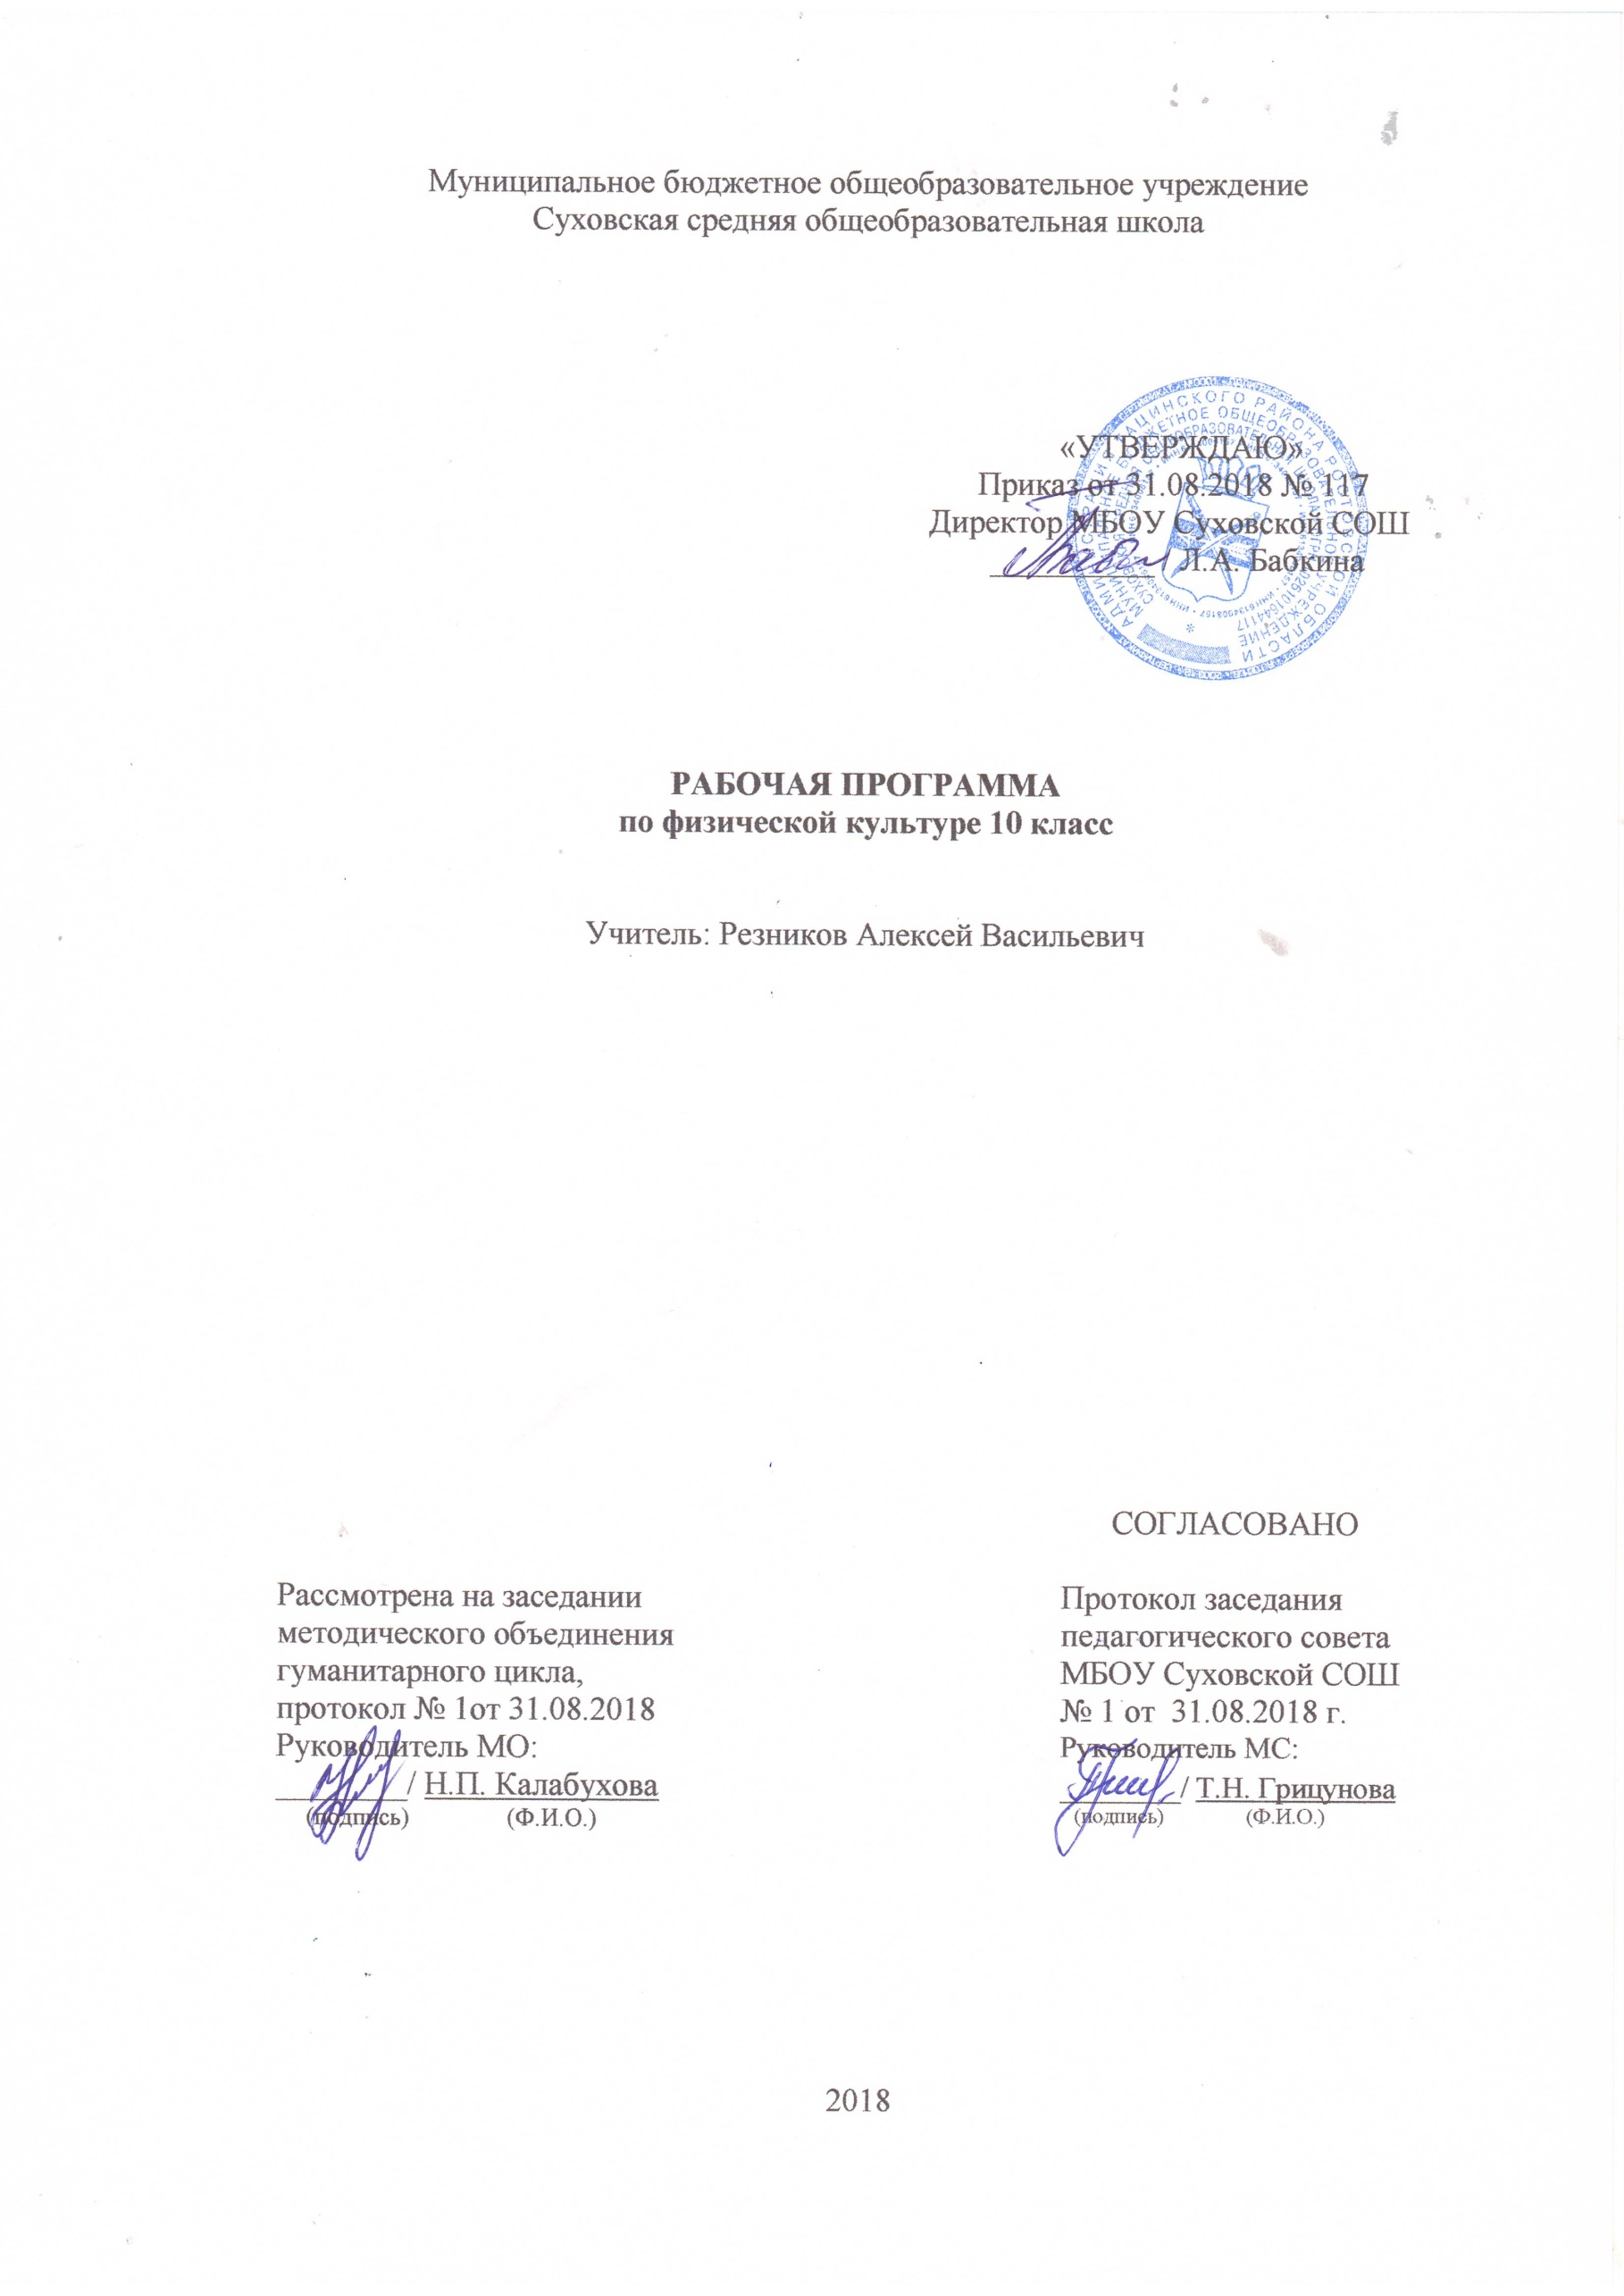 Муниципальное бюджетное общеобразовательное учреждение
Суховская средняя общеобразовательная школа
«УТВЕРЖДАЮ»
Приказ от 31.08.2018 № 117
Директор МБОУ Суховской СОШ
/ Л.А. Бабкина
РАБОЧАЯ ПРОГРАММА
по физической культуре 10 класс
Учитель: Резников Алексей Васильевич
СОГЛАСОВАНО
Рассмотрена на заседании
методического объединения
гуманитарного цикла,
протокол № 1от 31.08.2018
Руководитель МО:
________/ Н.П. Калабухова
(подпись) (Ф.И.О.)
Протокол заседания
педагогического совета
МБОУ Суховской СОШ
№ 1 от 31.08.2018 г.
Руководитель МС:
________/ Т.Н. Грицунова
(подпись) (Ф.И.О.)
2018